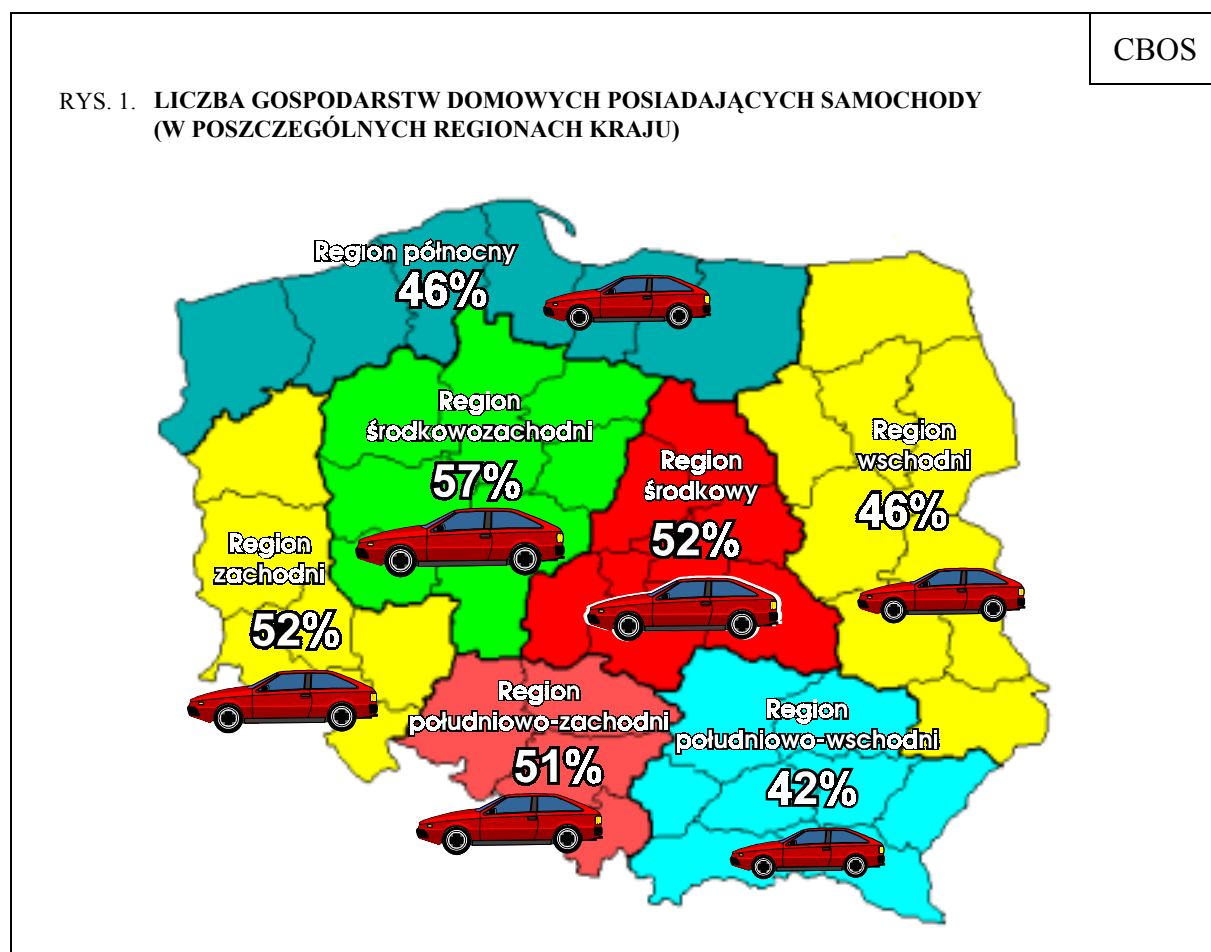 CBOS
RYS. 1. LICZBA GOSPODARSTW DOMOWYCH POSIADAJĄCYCH SAMOCHODY
(W POSZCZEGÓLNYCH REGIONACH KRAJU)
Region północny
46%
Region
środkowozachodni
57%
Region
środkowy
52%
Region
wschodni
46%
Region
zachodni
52%
Region
południowo-zachodni
51%
Region
południowo-wschodni
42%